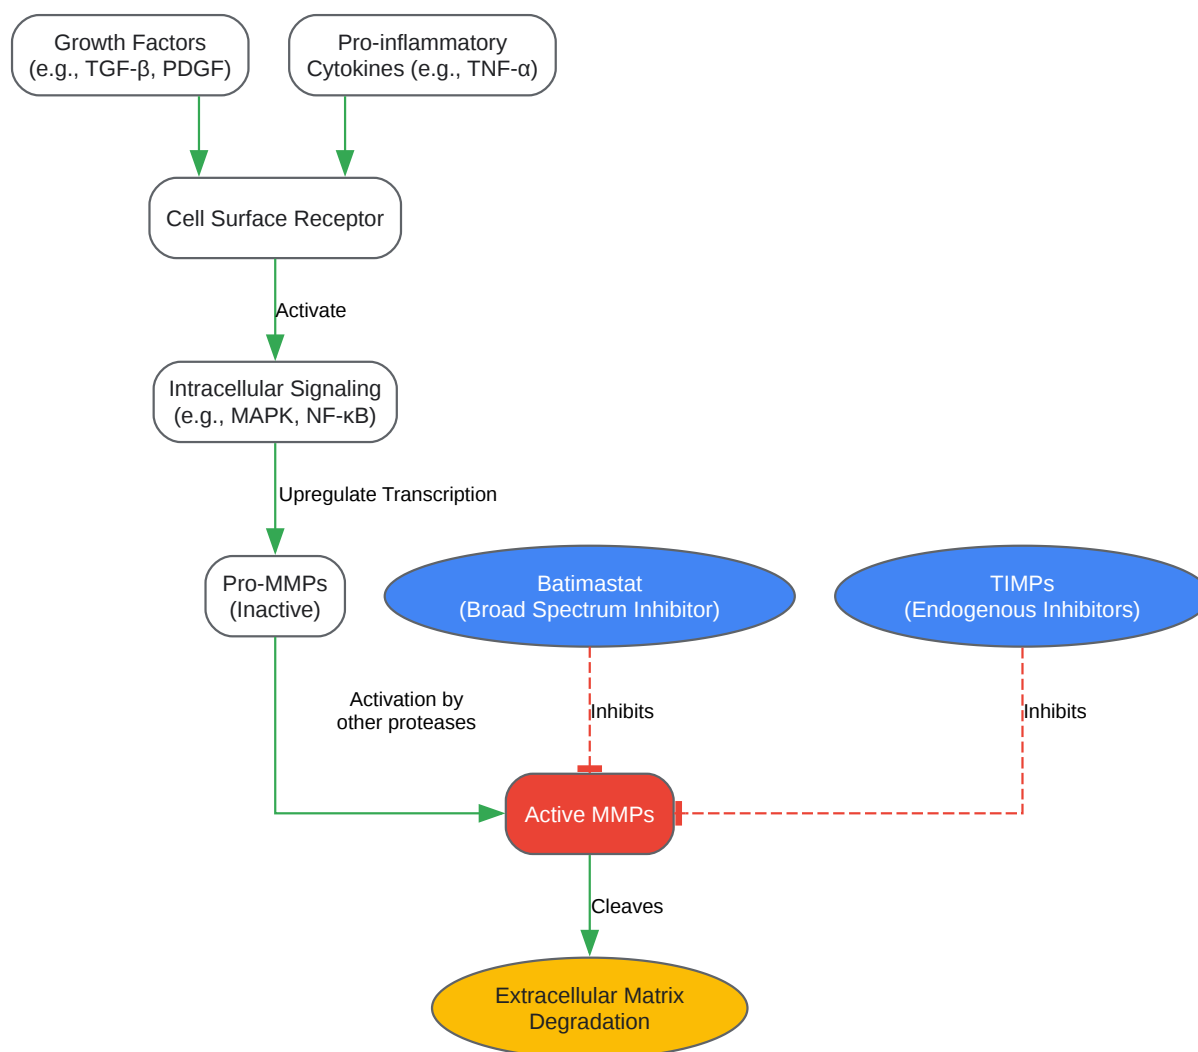 Growth Factors
(e.g., TGF-β, PDGF)
Pro-inflammatory
Cytokines (e.g., TNF-α)
Cell Surface Receptor
Activate
Intracellular Signaling
(e.g., MAPK, NF-κB)
Upregulate Transcription
Pro-MMPs
(Inactive)
Batimastat
(Broad Spectrum Inhibitor)
TIMPs
(Endogenous Inhibitors)
Activation by
other proteases
Inhibits
Inhibits
Active MMPs
Cleaves
Extracellular Matrix
Degradation